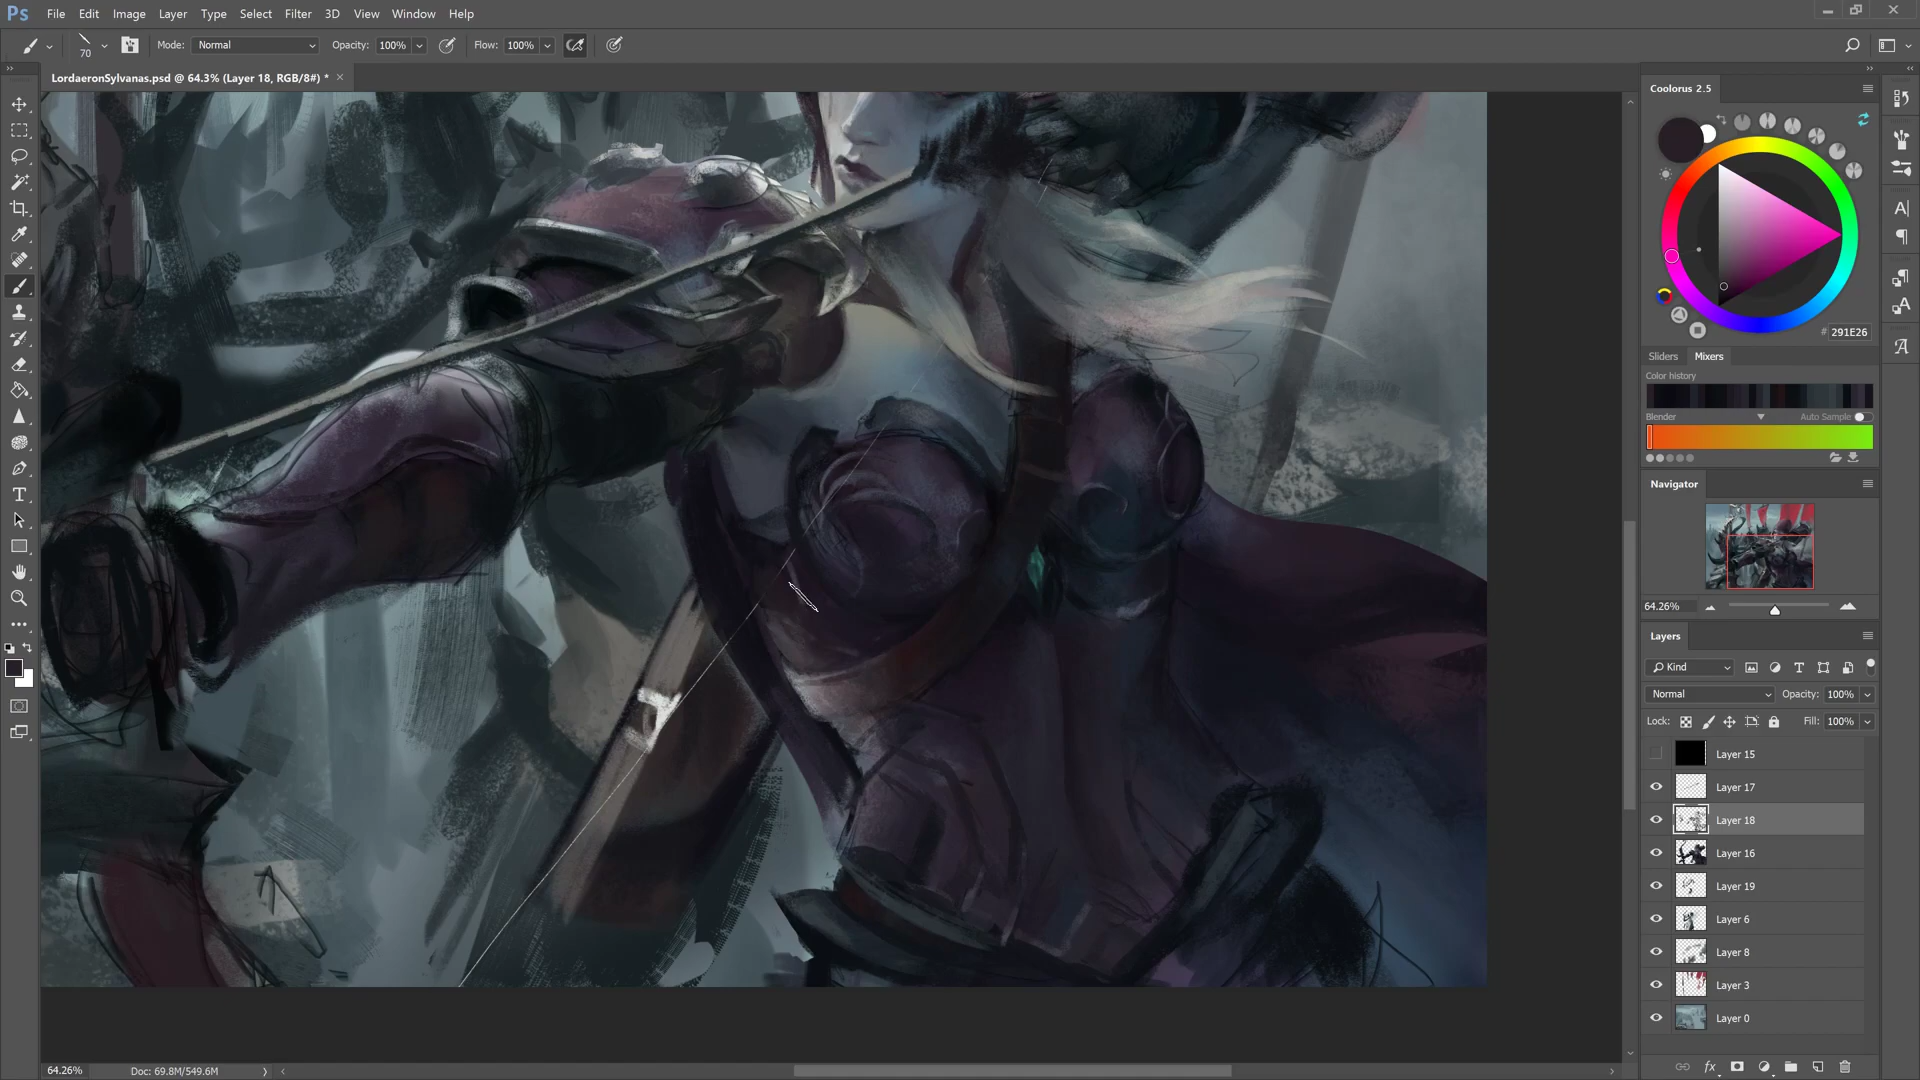 Ps File Edit Image Layer Type Select Filter 3D View Window Help
70 Mode: Normal Opacity: 100% Flow: 100%
LordaeronSylvanas.psd @ 64.3% (Layer 18, RGB/8#) * ×
Coolorus 2.5
# 291E26
Sliders Mixers
Color history
Blender Auto Sample
Navigator
64.26%
Layers
Kind
Normal Opacity: 100%
Lock: Fill: 100%
Layer 15
Layer 17
Layer 18
Layer 16
Layer 19
Layer 6
Layer 8
Layer 3
Layer 0
fx
64.26% Doc: 69.8M/549.6M